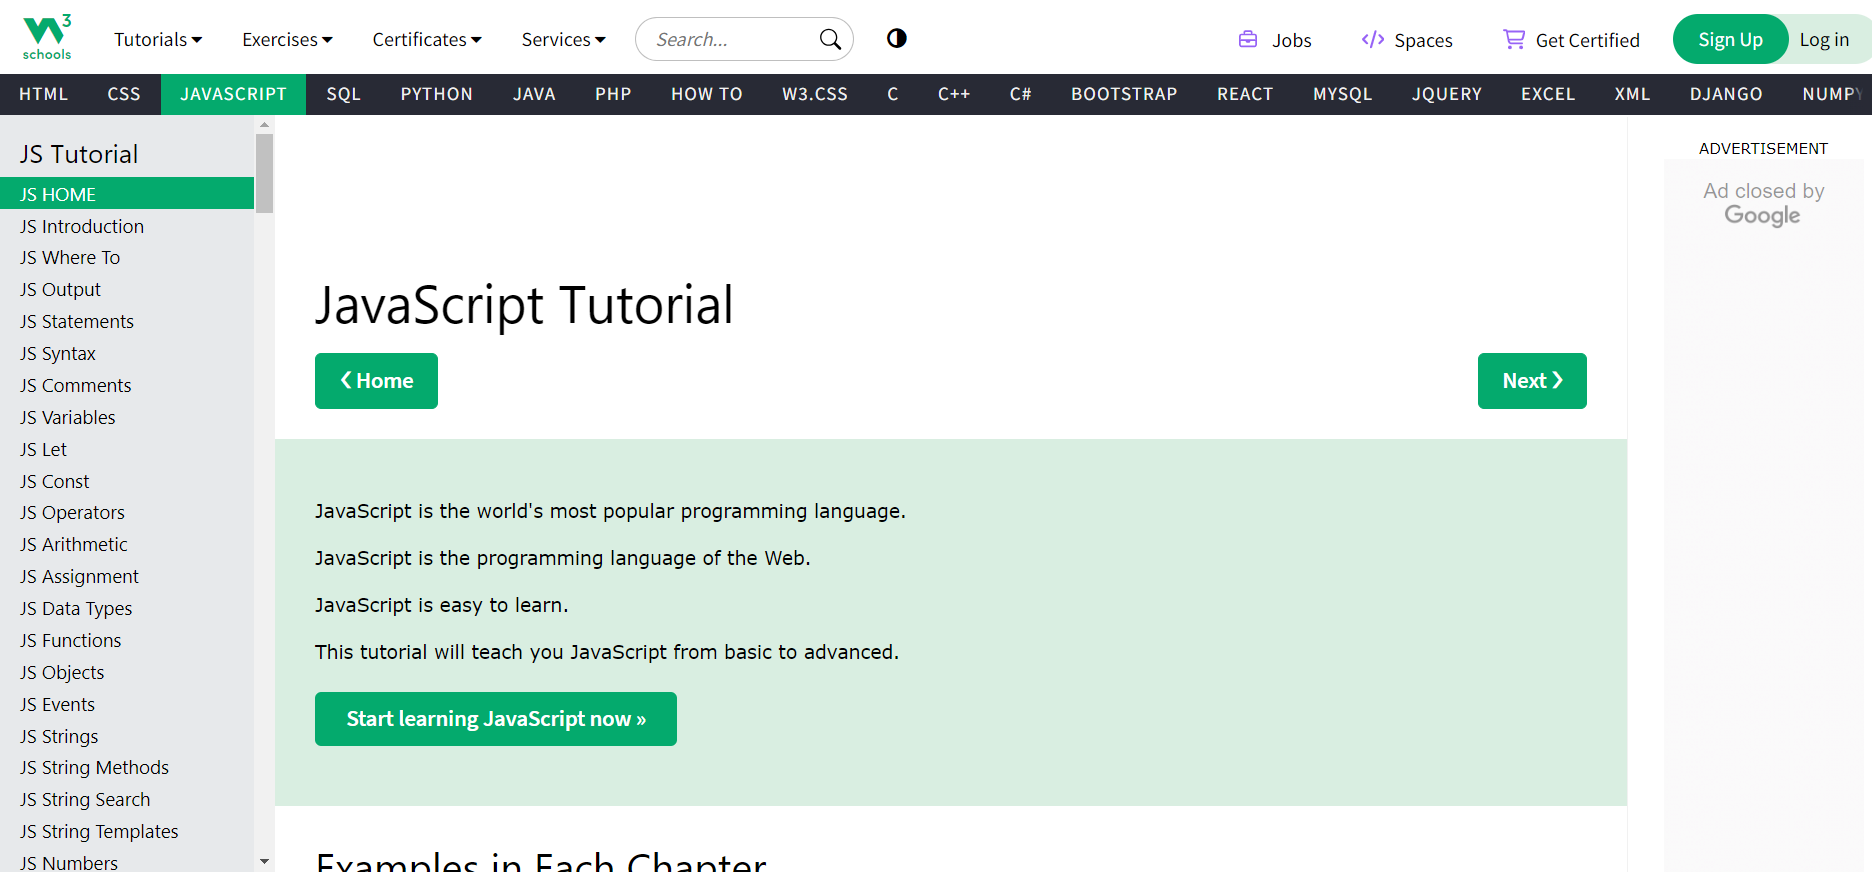 3
schools
Tutorials
Exercises
Certificates
Services
Search...
Jobs
</> Spaces
Get Certified
Sign Up
Log in
HTML CSS JAVASCRIPT SQL PYTHON JAVA PHP HOW TO W3.CSS C C++ C# BOOTSTRAP REACT MYSQL JQUERY EXCEL XML DJANGO NUMPY
JS Tutorial
JS HOME
JS Introduction
JS Where To
JS Output
JS Statements
JS Syntax
JS Comments
JS Variables
JS Let
JS Const
JS Operators
JS Arithmetic
JS Assignment
JS Data Types
JS Functions
JS Objects
JS Events
JS Strings
JS String Methods
JS String Search
JS String Templates
JS Numbers
JavaScript Tutorial
❮ Home
Next ❯
JavaScript is the world's most popular programming language.
JavaScript is the programming language of the Web.
JavaScript is easy to learn.
This tutorial will teach you JavaScript from basic to advanced.
Start learning JavaScript now »
Examples in Each Chapter
ADVERTISEMENT
Ad closed by
Google